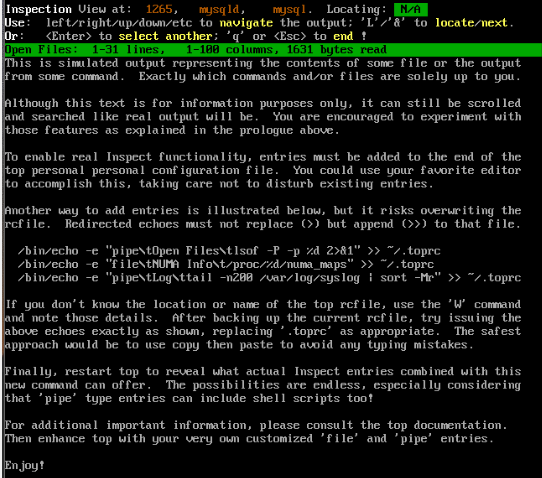 Inspection View at: 1265, mysqld, mysql. Locating: N/A
Use: left/right/up/down/etc to navigate the output; 'L'/'&' to locate/next.
Or: <Enter> to select another; 'q' or <Esc> to end !
Open Files: 1-31 lines, 1-100 columns, 1631 bytes read
This is simulated output representing the contents of some file or the output
from some command. Exactly which commands and/or files are solely up to you.
Although this text is for information purposes only, it can still be scrolled
and searched like real output will be. You are encouraged to experiment with
those features as explained in the prologue above.
To enable real Inspect functionality, entries must be added to the end of the
top personal personal configuration file. You could use your favorite editor
to accomplish this, taking care not to disturb existing entries.
Another way to add entries is illustrated below, but it risks overwriting the
rcfile. Redirected echoes must not replace (>) but append (>>) to that file.
/bin/echo -e "pipe\tOpen Files\tlsof -P -p %d 2>&1" >> ~/.toprc
/bin/echo -e "file\tNUMA Info\t/proc/%d/numa_maps" >> ~/.toprc
/bin/echo -e "pipe\tLog\ttail -n200 /var/log/syslog | sort -Mr" >> ~/.toprc
If you don't know the location or name of the top rcfile, use the 'W' command
and note those details. After backing up the current rcfile, try issuing the
above echoes exactly as shown, replacing '.toprc' as appropriate. The safest
approach would be to use copy then paste to avoid any typing mistakes.
Finally, restart top to reveal what actual Inspect entries combined with this
new command can offer. The possibilities are endless, especially considering
that 'pipe' type entries can include shell scripts too!
For additional important information, please consult the top documentation.
Then enhance top with your very own customized 'file' and 'pipe' entries.
Enjoy!